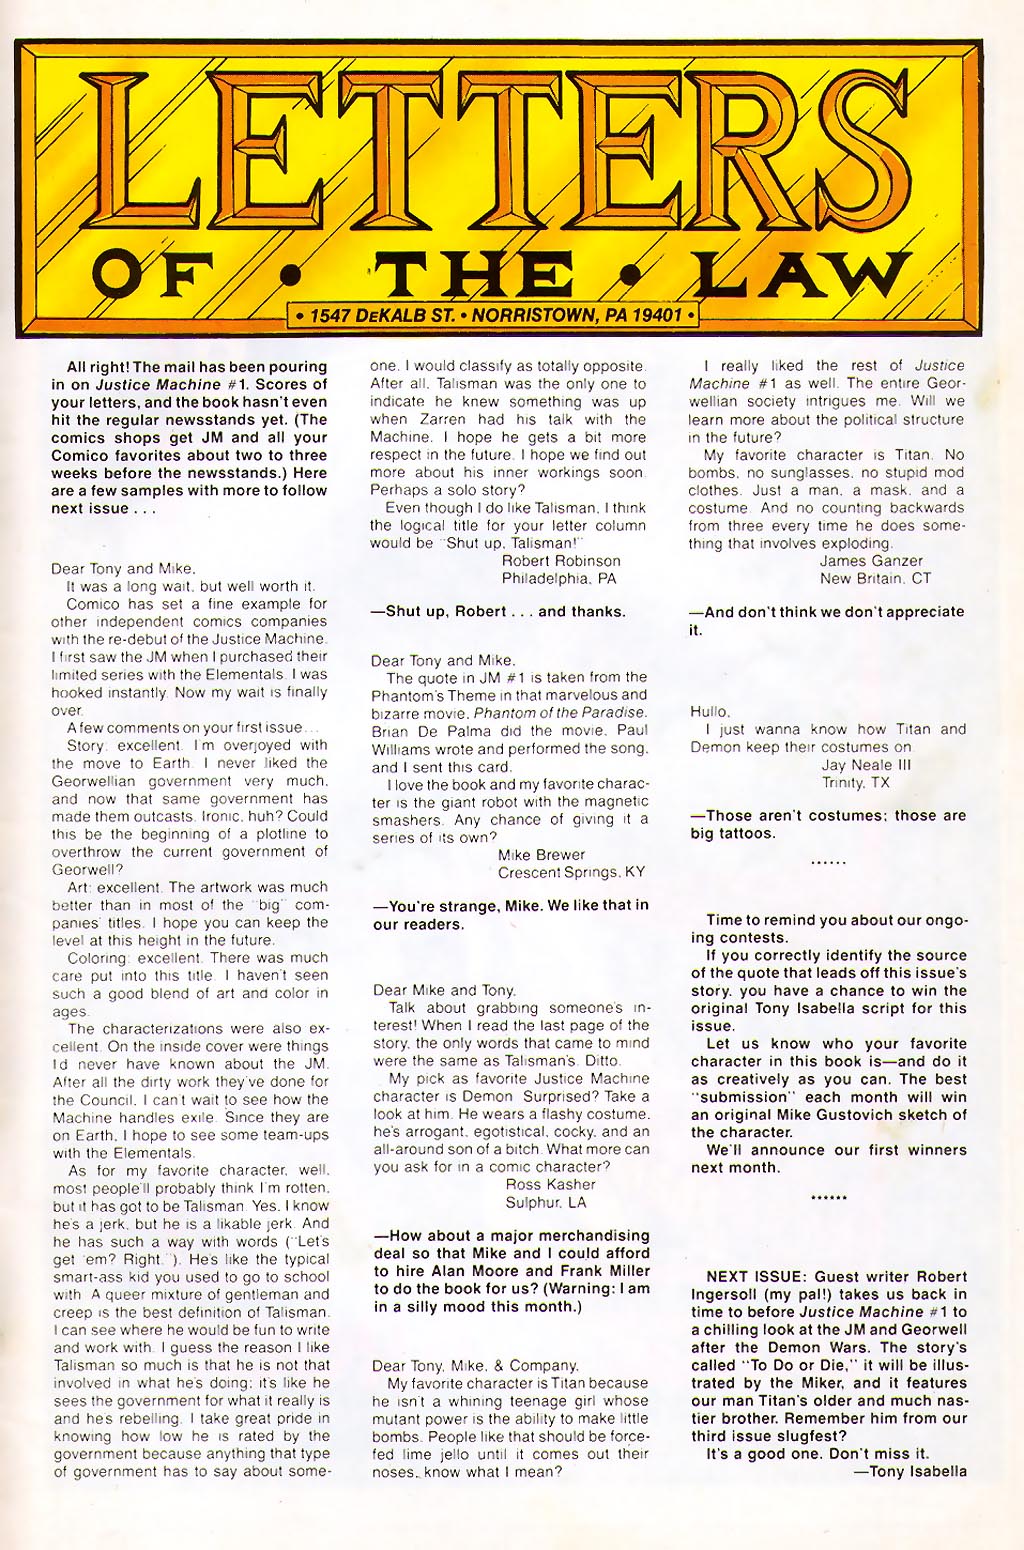 LETTERS
OF • THE • LAW
• 1547 DEKALB ST. • NORRISTOWN, PA 19401 •
All right! The mail has been pouring
in on Justice Machine #1. Scores of
your letters, and the book hasn't even
hit the regular newsstands yet. (The
comics shops get JM and all your
Comico favorites about two to three
weeks before the newsstands.) Here
are a few samples with more to follow
next issue . . .
Dear Tony and Mike,
It was a long wait, but well worth it.
Comico has set a fine example for
other independent comics companies
with the re-debut of the Justice Machine.
I first saw the JM when I purchased their
limited series with the Elementals. I was
hooked instantly. Now my wait is finally
over.
A few comments on your first issue...
Story: excellent. I'm overjoyed with
the move to Earth. I never liked the
Georwellian government very much,
and now that same government has
made them outcasts. Ironic, huh? Could
this be the beginning of a plotline to
overthrow the current government of
Georwell?
Art: excellent. The artwork was much
better than in most of the "big" com-
panies' titles. I hope you can keep the
level at this height in the future.
Coloring: excellent. There was much
care put into this title. I haven't seen
such a good blend of art and color in
ages.
The characterizations were also ex-
cellent. On the inside cover were things
I'd never have known about the JM.
After all the dirty work they've done for
the Council, I can't wait to see how the
Machine handles exile. Since they are
on Earth, I hope to see some team-ups
with the Elementals.
As for my favorite character, well,
most people'll probably think I'm rotten,
but it has got to be Talisman. Yes, I know
he's a jerk, but he is a likable jerk. And
he has such a way with words ("Let's
get 'em? Right."). He's like the typical
smart-ass kid you used to go to school
with. A queer mixture of gentleman and
creep is the best definition of Talisman.
I can see where he would be fun to write
and work with. I guess the reason I like
Talisman so much is that he is not that
involved in what he's doing; it's like he
sees the government for what it really is
and he's rebelling. I take great pride in
knowing how low he is rated by the
government because anything that type
of government has to say about some-
one. I would classify as totally opposite.
After all, Talisman was the only one to
indicate he knew something was up
when Zarren had his talk with the
Machine. I hope he gets a bit more
respect in the future. I hope we find out
more about his inner workings soon.
Perhaps a solo story?
Even though I do like Talisman, I think
the logical title for your letter column
would be "Shut up, Talisman!"
Robert Robinson
Philadelphia, PA
—Shut up, Robert . . . and thanks.
Dear Tony and Mike,
The quote in JM #1 is taken from the
Phantom's Theme in that marvelous and
bizarre movie, Phantom of the Paradise.
Brian De Palma did the movie, Paul
Williams wrote and performed the song,
and I sent this card.
I love the book and my favorite charac-
ter is the giant robot with the magnetic
smashers. Any chance of giving it a
series of its own?
Mike Brewer
Crescent Springs, KY
—You're strange, Mike. We like that in
our readers.
Dear Mike and Tony,
Talk about grabbing someone's in-
terest! When I read the last page of the
story, the only words that came to mind
were the same as Talisman's. Ditto.
My pick as favorite Justice Machine
character is Demon. Surprised? Take a
look at him. He wears a flashy costume,
he's arrogant, egotistical, cocky, and an
all-around son of a bitch. What more can
you ask for in a comic character?
Ross Kasher
Sulphur, LA
—How about a major merchandising
deal so that Mike and I could afford
to hire Alan Moore and Frank Miller
to do the book for us? (Warning: I am
in a silly mood this month.)
Dear Tony, Mike, & Company,
My favorite character is Titan because
he isn't a whining teenage girl whose
mutant power is the ability to make little
bombs. People like that should be force-
fed lime jello until it comes out their
noses, know what I mean?
I really liked the rest of Justice
Machine #1 as well. The entire Geor-
wellian society intrigues me. Will we
learn more about the political structure
in the future?
My favorite character is Titan. No
bombs, no sunglasses, no stupid mod
clothes. Just a man, a mask, and a
costume. And no counting backwards
from three every time he does some-
thing that involves exploding.
James Ganzer
New Britain, CT
—And don't think we don't appreciate
it.
Hullo,
I just wanna know how Titan and
Demon keep their costumes on.
Jay Neale III
Trinity, TX
—Those aren't costumes; those are
big tattoos.
******
Time to remind you about our ongo-
ing contests.
If you correctly identify the source
of the quote that leads off this issue's
story, you have a chance to win the
original Tony Isabella script for this
issue.
Let us know who your favorite
character in this book is—and do it
as creatively as you can. The best
"submission" each month will win
an original Mike Gustovich sketch of
the character.
We'll announce our first winners
next month.
******
NEXT ISSUE: Guest writer Robert
Ingersoll (my pal!) takes us back in
time to before Justice Machine #1 to
a chilling look at the JM and Georwell
after the Demon Wars. The story's
called "To Do or Die," it will be illus-
trated by the Miker, and it features
our man Titan's older and much nas-
tier brother. Remember him from our
third issue slugfest?
It's a good one. Don't miss it.
—Tony Isabella